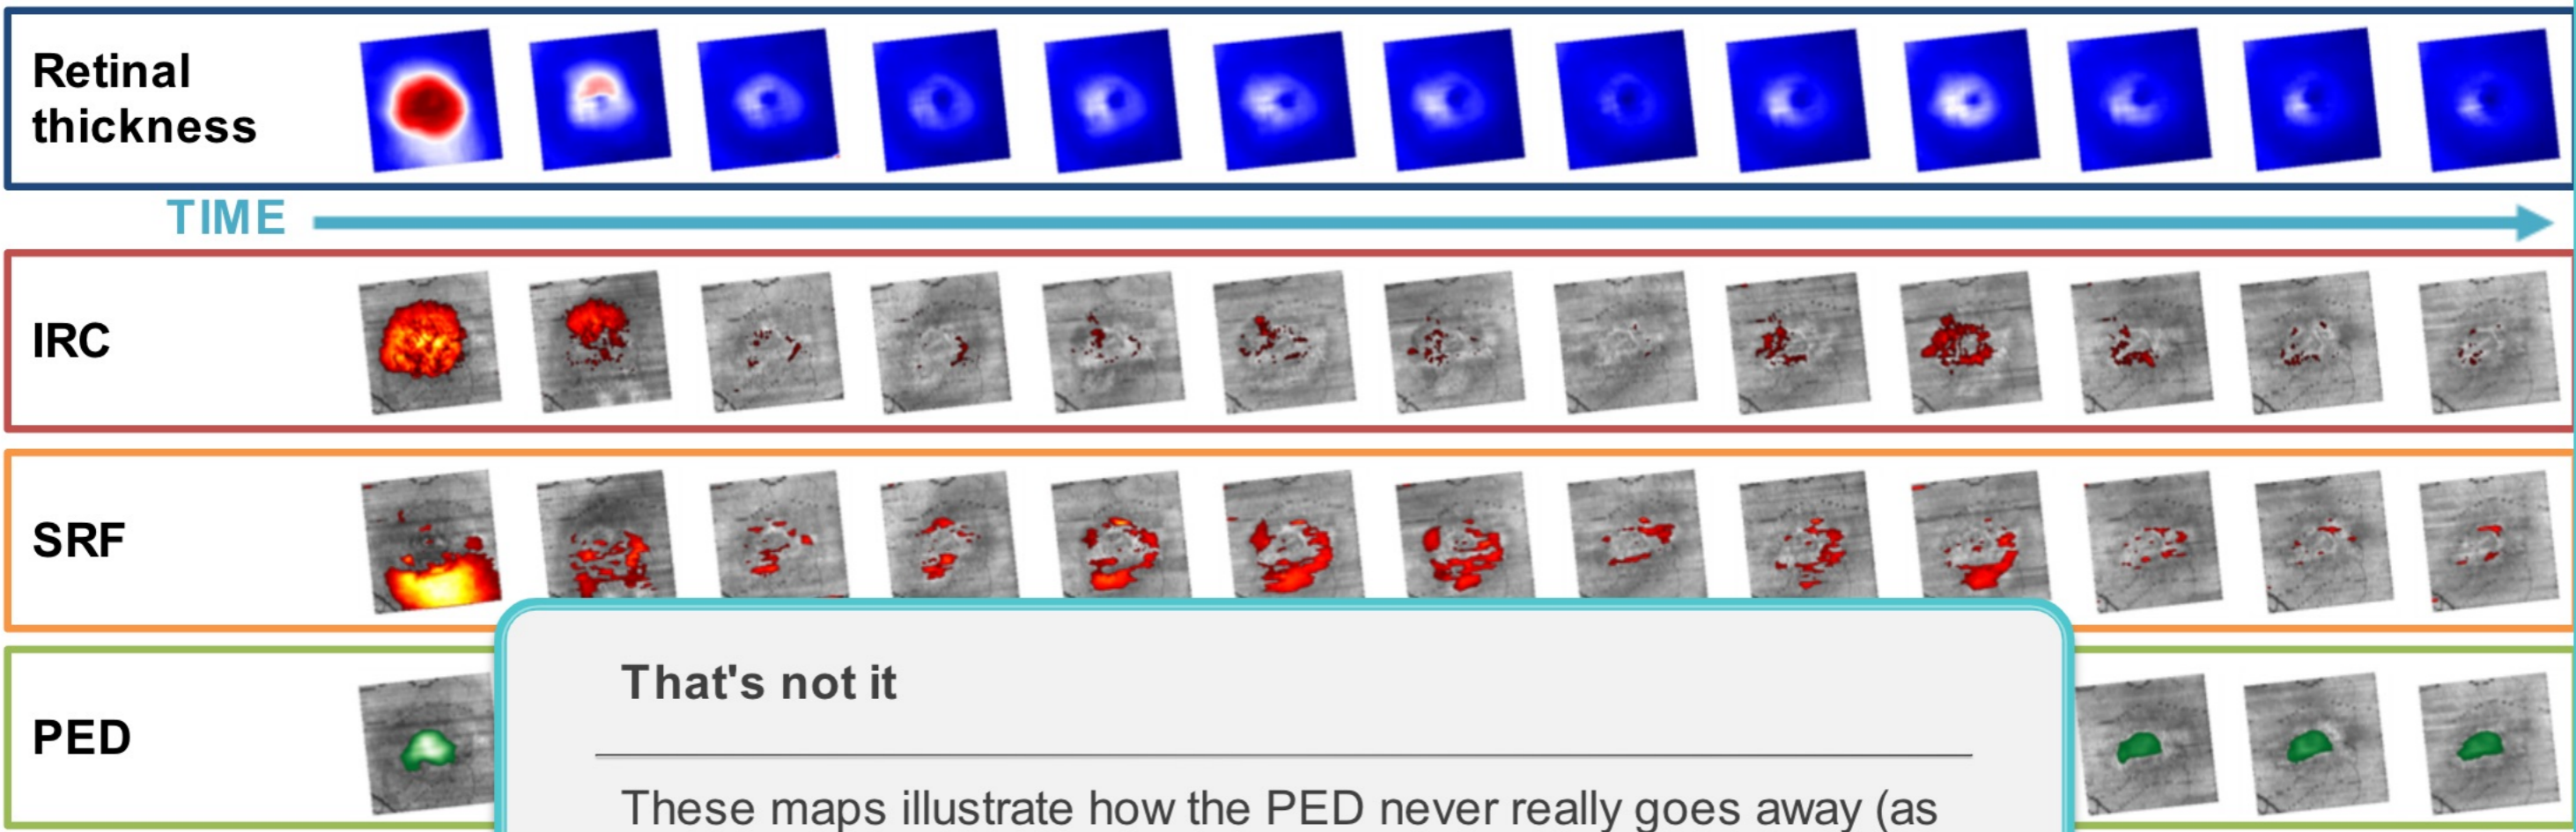 Retinal
thickness
TIME
IRC
SRF
PED
That's not it
These maps illustrate how the PED never really goes away (as